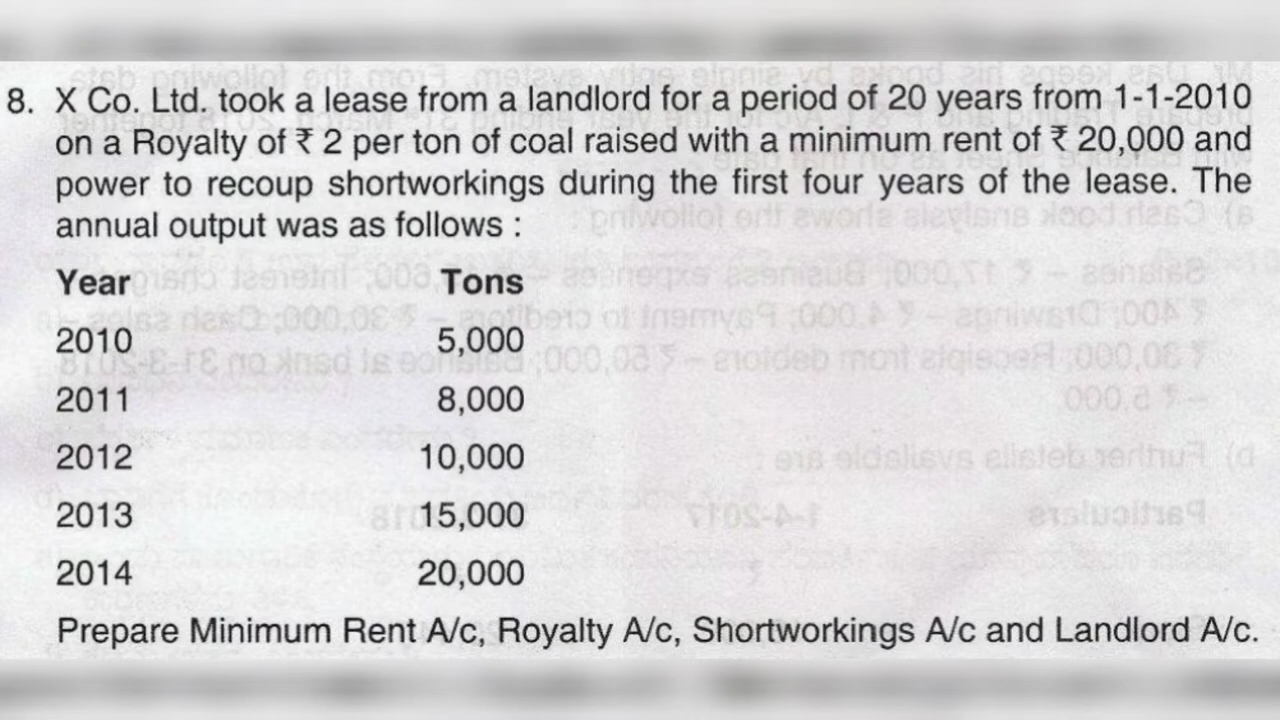 8. X Co. Ltd. took a lease from a landlord for a period of 20 years from 1-1-2010
on a Royalty of ₹ 2 per ton of coal raised with a minimum rent of ₹ 20,000 and
power to recoup shortworkings during the first four years of the lease. The
annual output was as follows :
Year Tons
2010 5,000
2011 8,000
2012 10,000
2013 15,000
2014 20,000
Prepare Minimum Rent A/c, Royalty A/c, Shortworkings A/c and Landlord A/c.